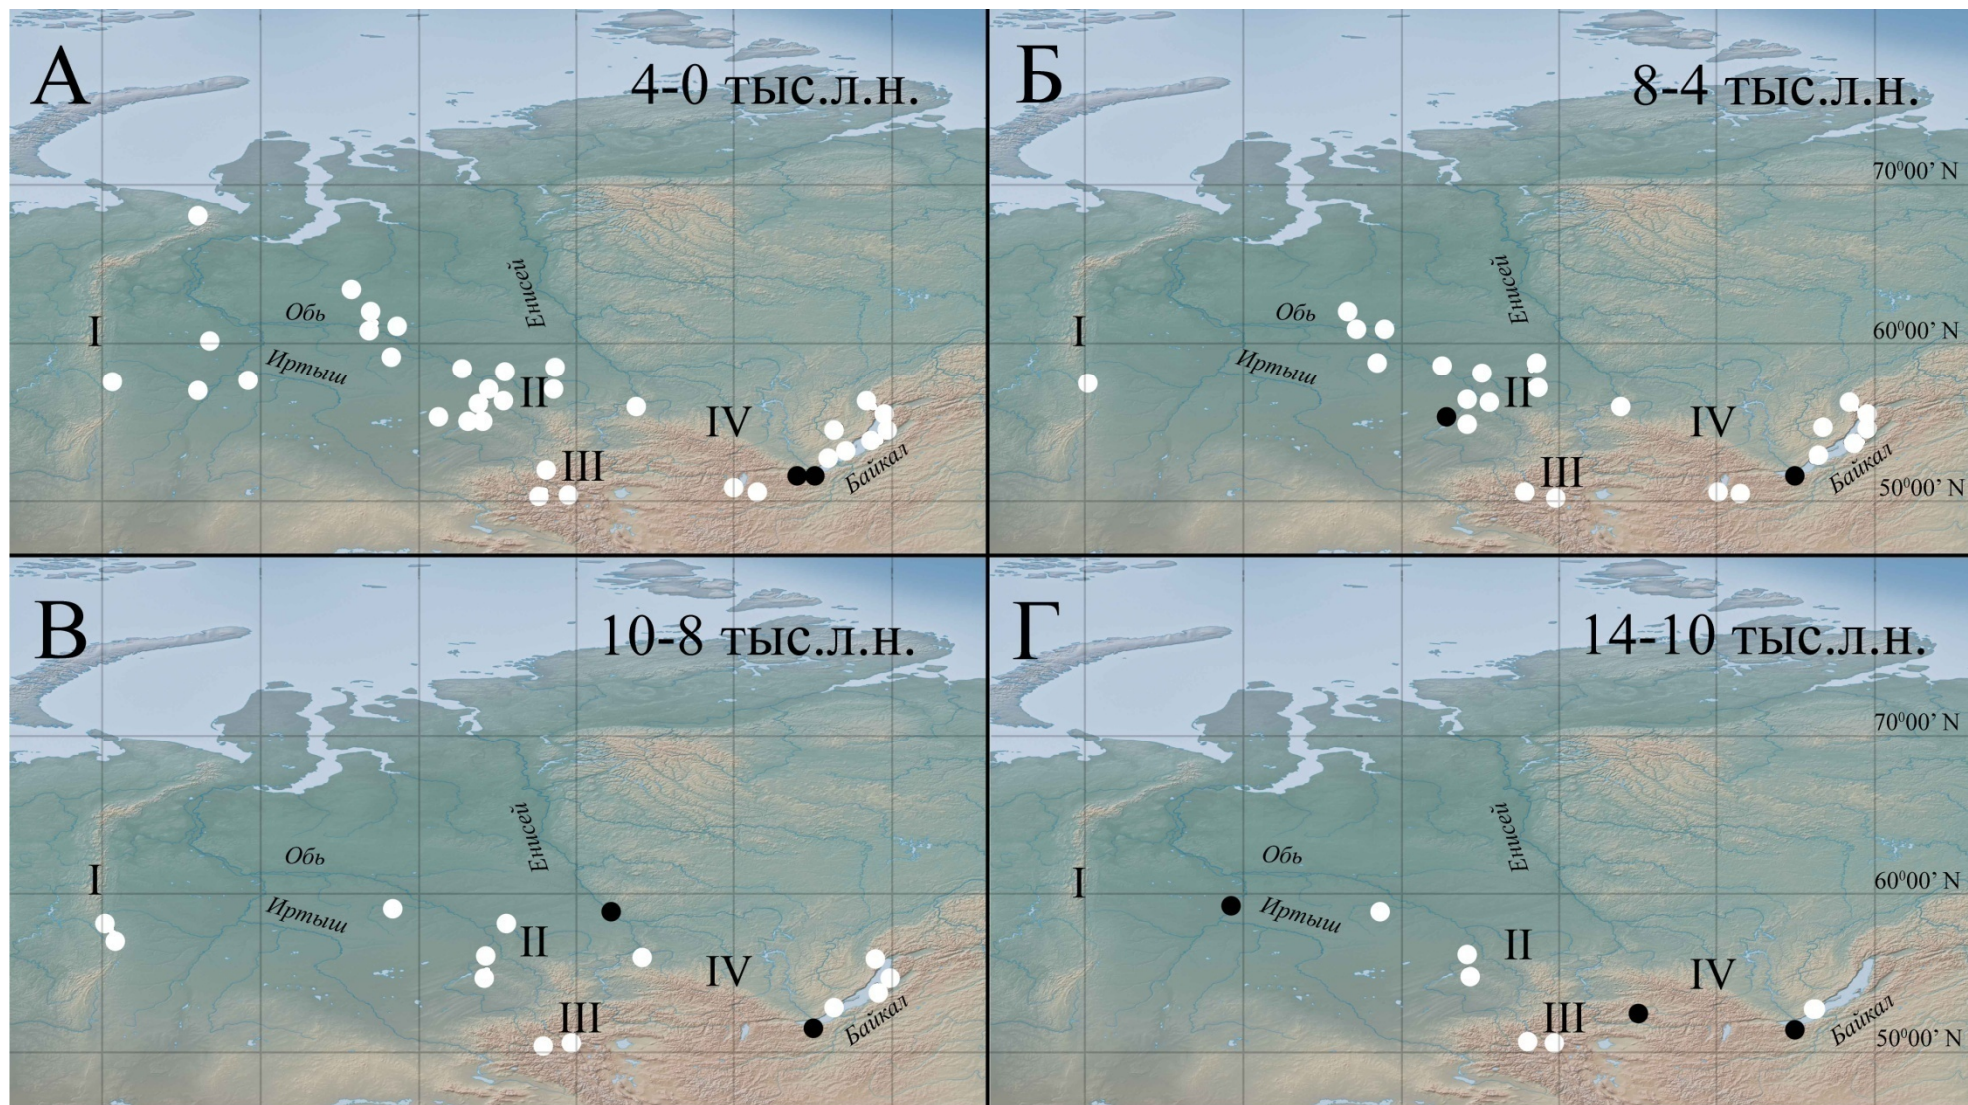 А
4-0 тыс.л.н.
Обь
Иртыш
Енисей
I
II
III
IV
Байкал
Б
8-4 тыс.л.н.
70⁰00’ N
Обь
Иртыш
Енисей
I
60⁰00’ N
II
III
IV
Байкал
50⁰00’ N
В
10-8 тыс.л.н.
Обь
Иртыш
Енисей
I
II
III
IV
Байкал
Г
14-10 тыс.л.н.
70⁰00’ N
Обь
Иртыш
Енисей
I
60⁰00’ N
II
III
IV
Байкал
50⁰00’ N